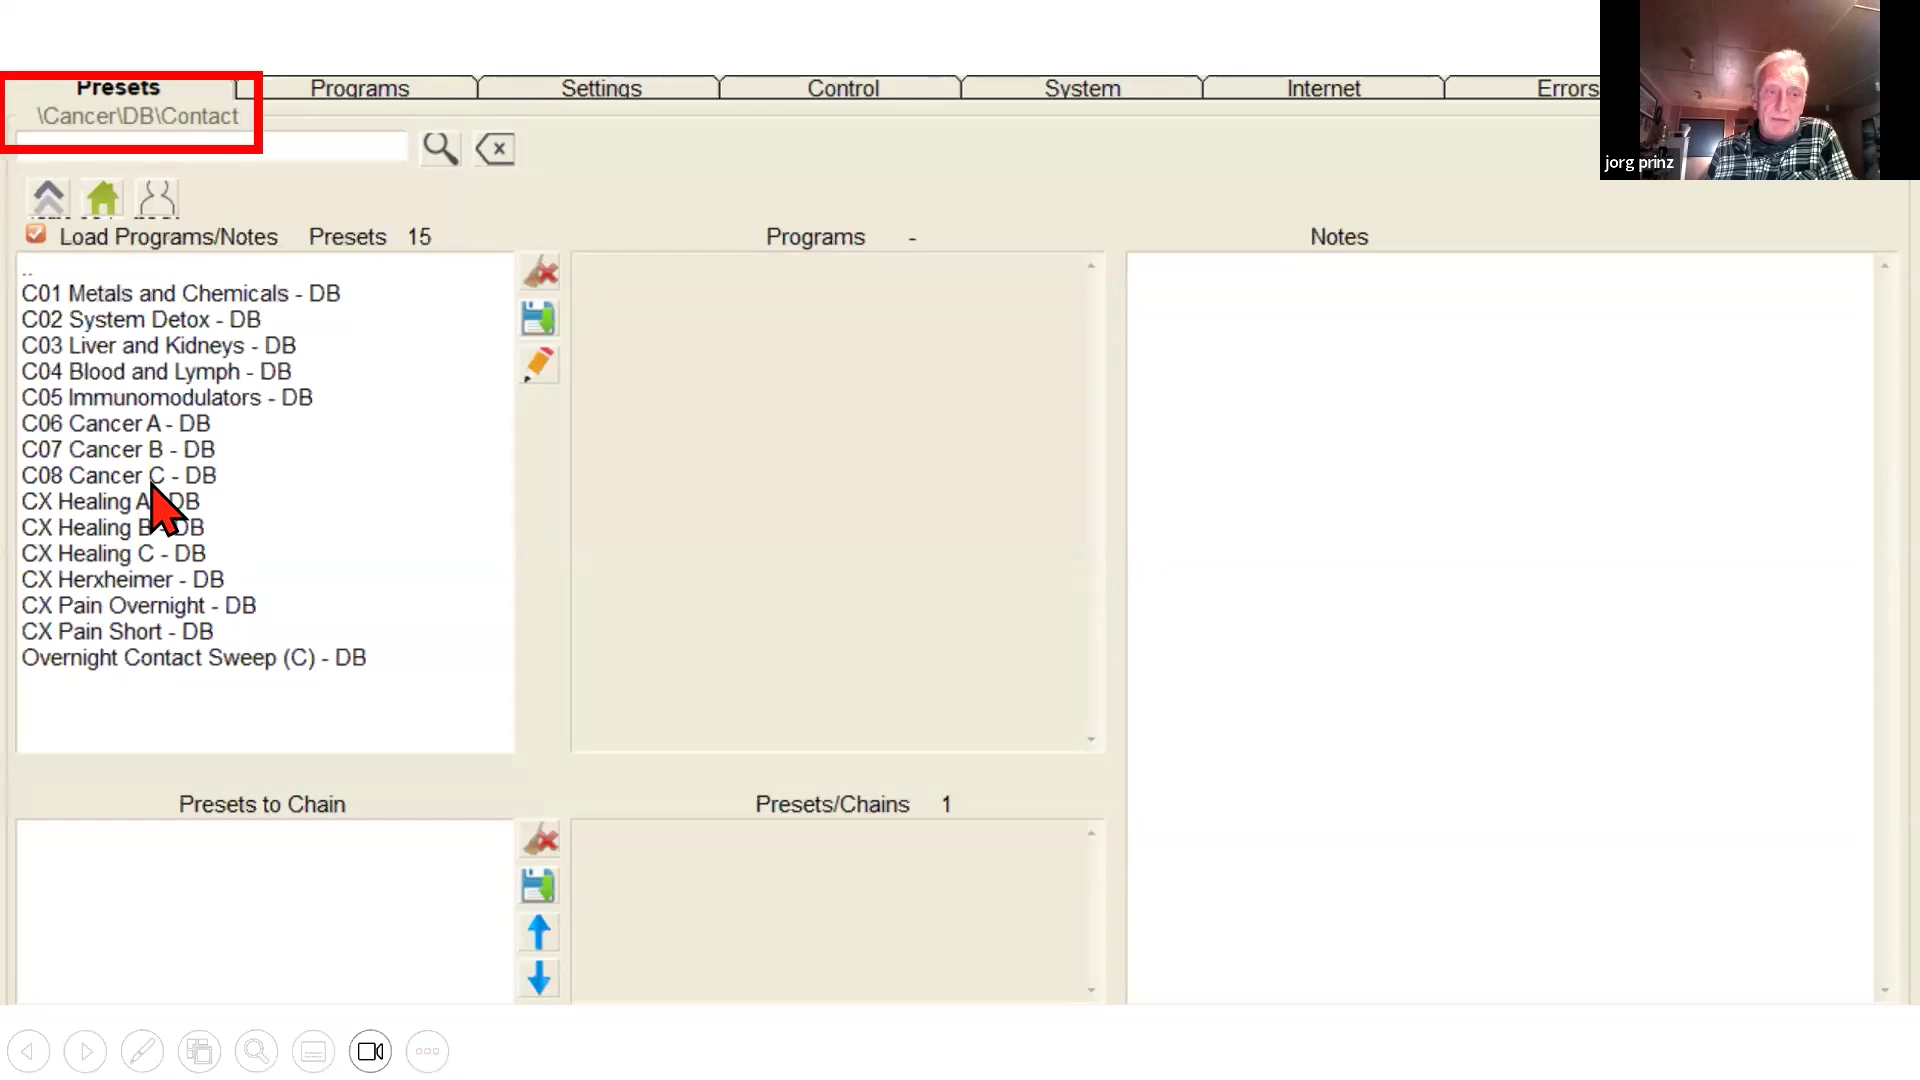 Presets
Programs
Settings
Control
System
Internet
Errors
\Cancer\DB\Contact
jorg prinz
Load Programs/Notes
Presets 15
Programs -
Notes
..
C01 Metals and Chemicals - DB
C02 System Detox - DB
C03 Liver and Kidneys - DB
C04 Blood and Lymph - DB
C05 Immunomodulators - DB
C06 Cancer A - DB
C07 Cancer B - DB
C08 Cancer C - DB
CX Healing A - DB
CX Healing B - DB
CX Healing C - DB
CX Herxheimer - DB
CX Pain Overnight - DB
CX Pain Short - DB
Overnight Contact Sweep (C) - DB
Presets to Chain
Presets/Chains 1